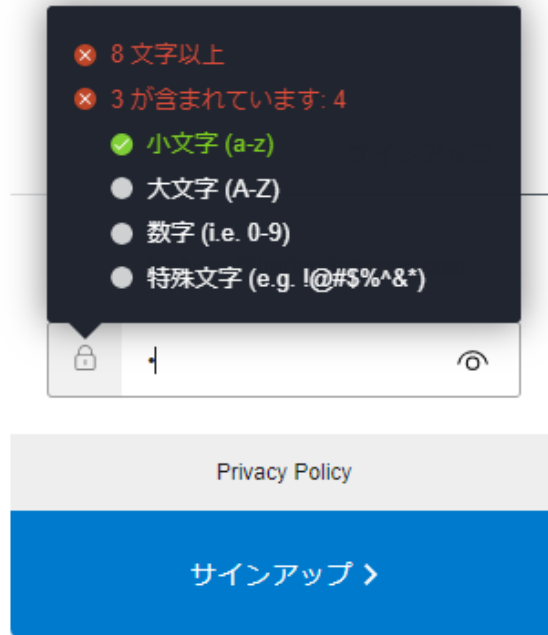 8 文字以上
3 が含まれています: 4
小文字 (a-z)
大文字 (A-Z)
数字 (i.e. 0-9)
特殊文字 (e.g. !@#$%^&*)
Privacy Policy
サインアップ